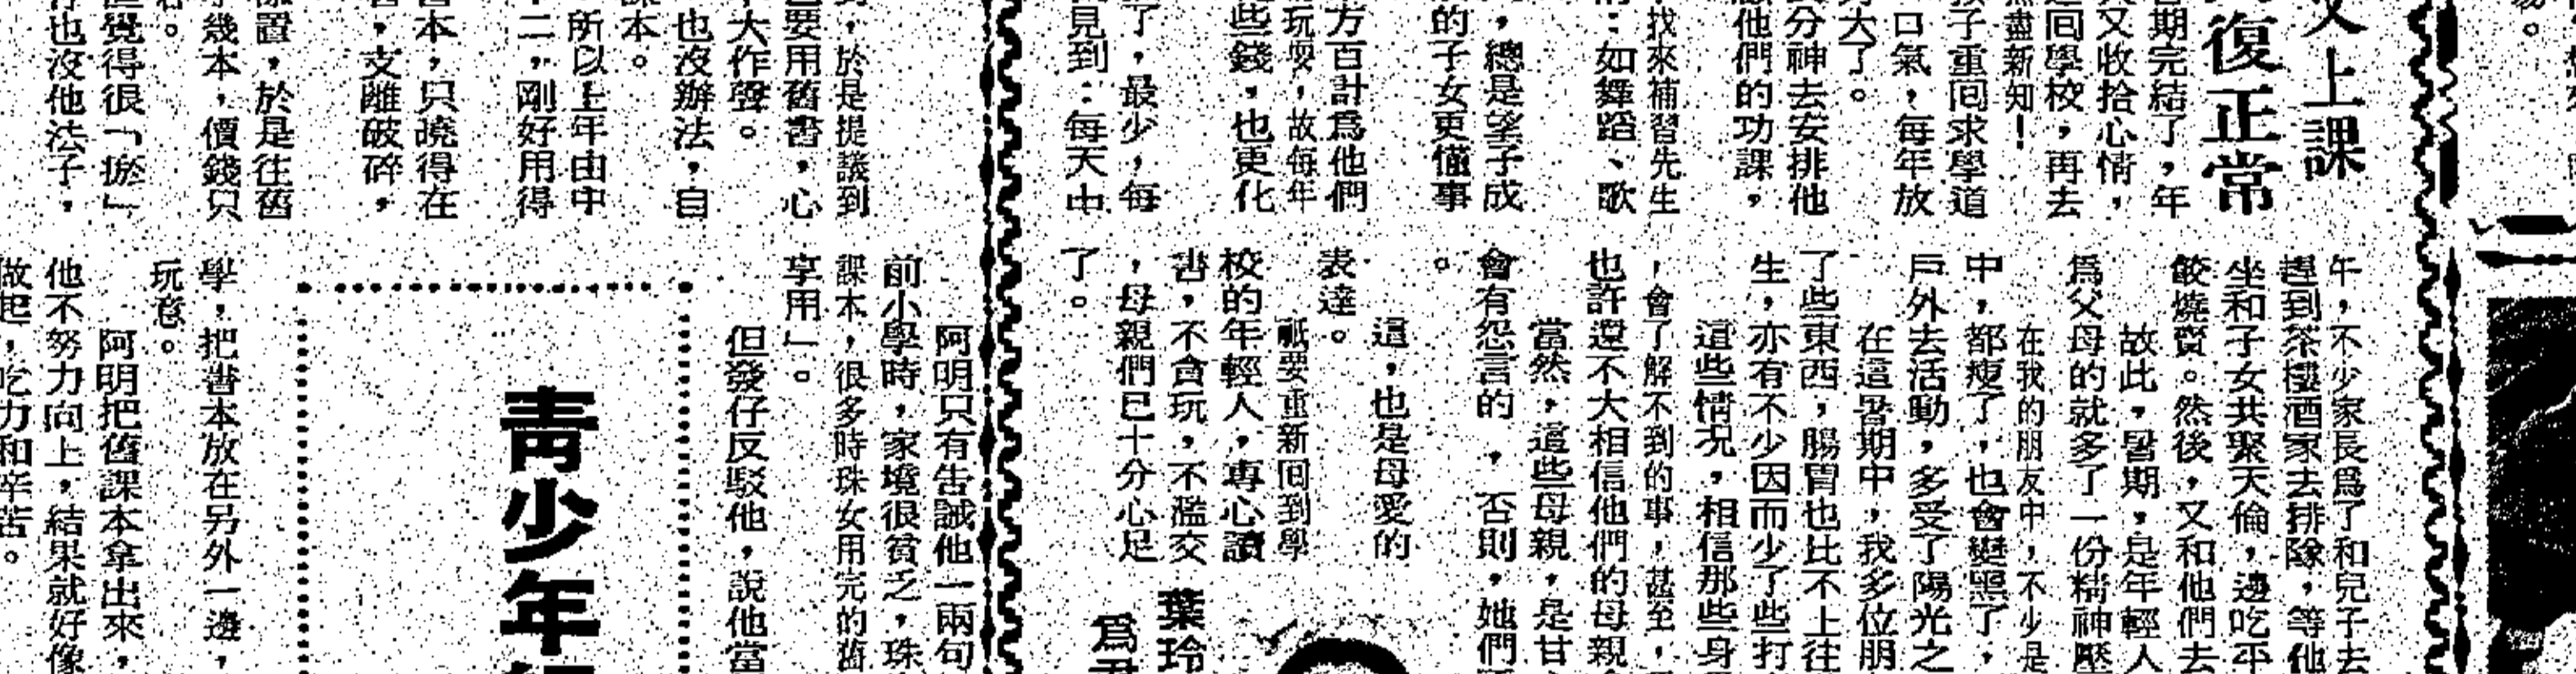 又上課
復正常
暑期完結了，年
又收拾心情，
回學校，再去
無盡新知！
孩子重回求學道
口氣，每年放
大了。
分神去安排他
顧他們的功課，
找來補習先生
：如舞蹈、歌
，總是望子成
的子女更懂事
方百計爲他們
玩耍，故每年
些錢，也更化
了，最少，每
見到：每天中
午，不少家長爲了和兒子去
趕到茶樓酒家去排隊，等他
坐和子女共聚天倫，邊吃平
餃燒賣。然後，又和他們去
故此，暑期，是年輕人
爲父母的就多了一份精神壓
在我的朋友中，不少是
中，都瘦了，也會變黑了，
戶外去活動，多受了陽光之
在這暑期中，我多位朋
了些東西，腸胃也比不上往
生，亦有不少因而少了些打
這些情況，相信那些身
，會了解不到的事，甚至，
也許還不大相信他們的母親
當然，這些母親，是甘
會有怨言的，否則，她們
。
這，也是母愛的
表達。
祇要重新回到學
校的年輕人，專心讀
書，不貪玩，不濫交
，母親們已十分心足
了。
葉玲
爲君
，於是提議到
要用舊書，心
大作聲。
也沒辦法，自
課本。
所以上年由中
二，剛好用得
書本，只曉得在
，支離破碎，
置，於是往舊
幾本，價錢只
。
覺得很「瘀」
也沒他法子，
阿明只有告誡他一兩句
前小學時，家境很貧乏，珠
課本，很多時珠女用完的舊
享用」。
但發仔反駁他，說他當
青少年
學，把書本放在另外一邊，
玩意。
阿明把舊課本拿出來，
他不努力向上，結果就好像
做起，吃力和辛苦。